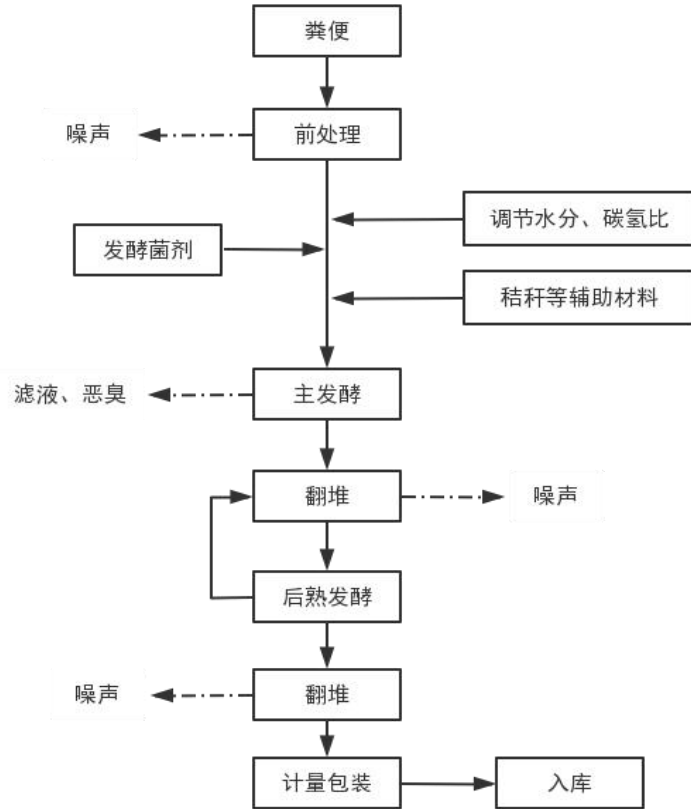 粪便
噪声
前处理
调节水分、碳氢比
发酵菌剂
秸秆等辅助材料
滤液、恶臭
主发酵
翻堆
噪声
后熟发酵
噪声
翻堆
计量包装
入库